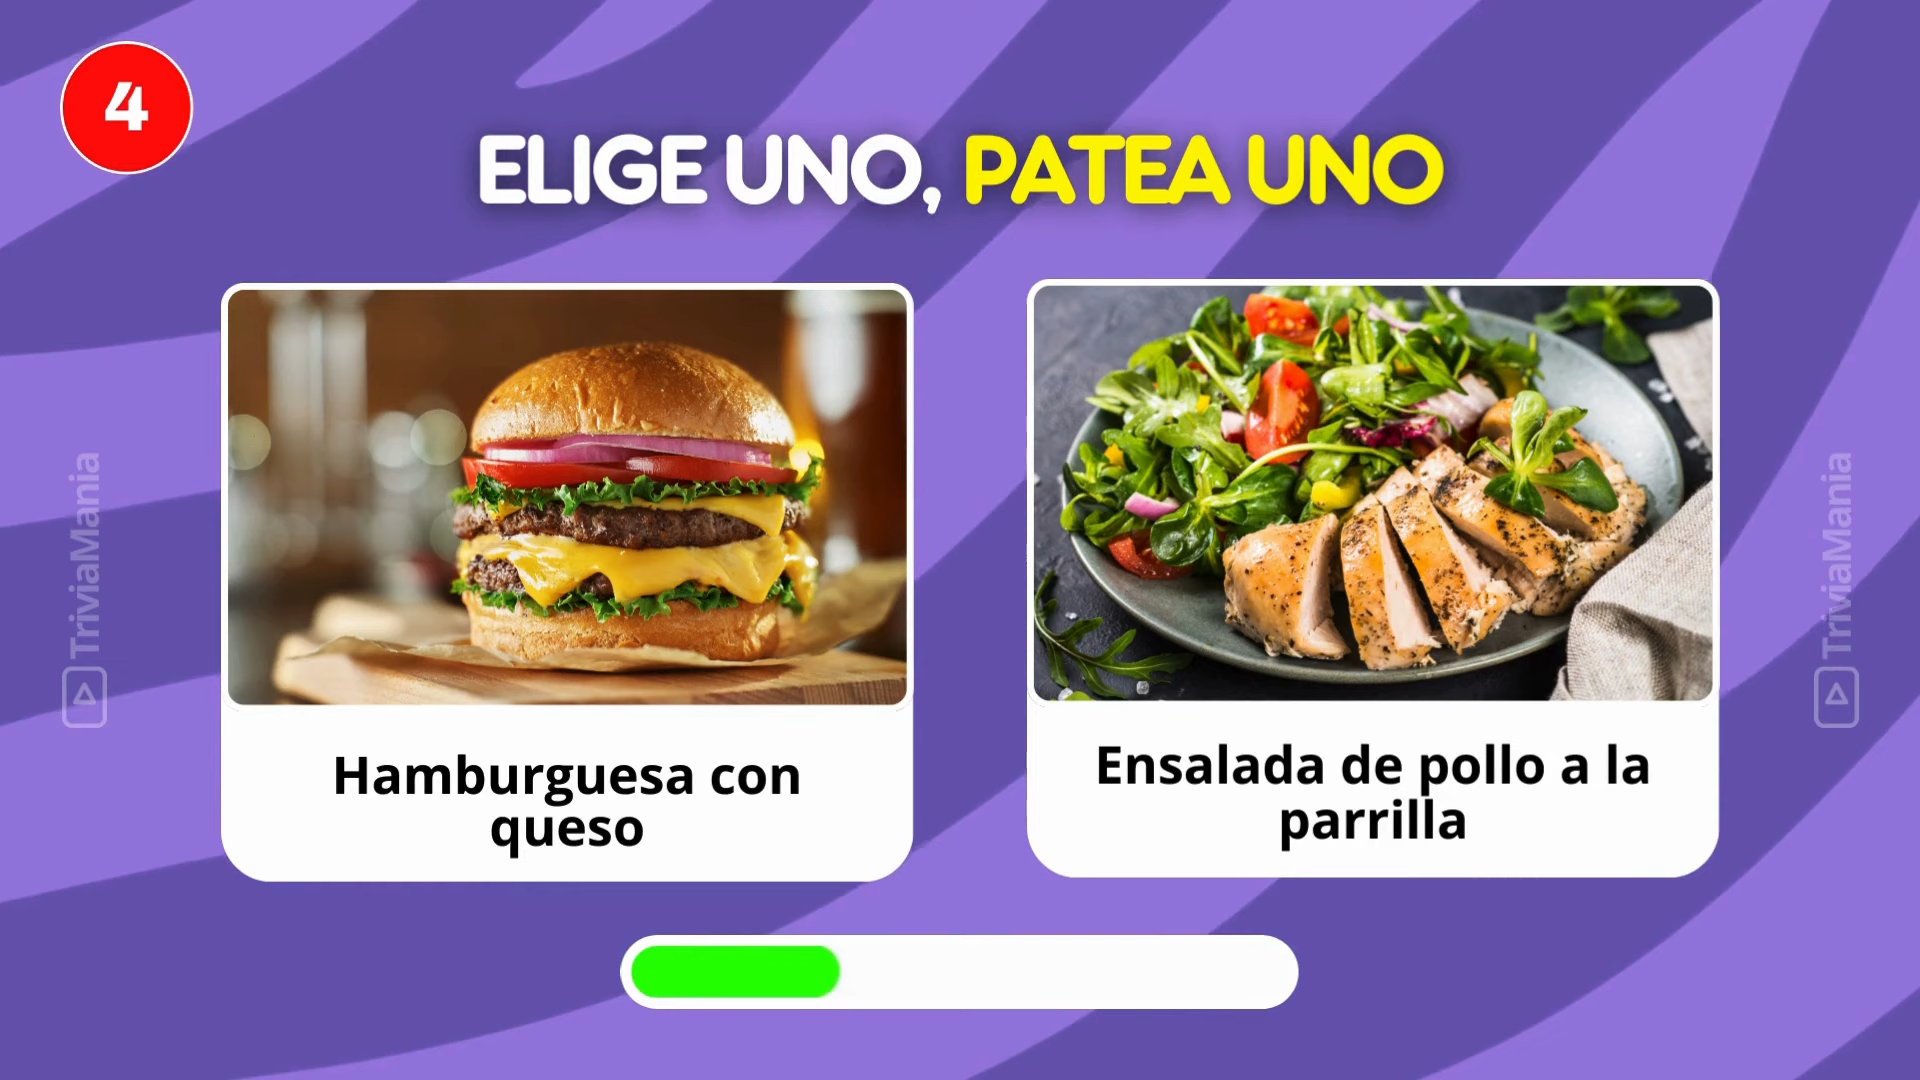 4
ELIGE UNO, PATEA UNO
Hamburguesa con
queso
Ensalada de pollo a la
parrilla
TriviaMania
TriviaMania